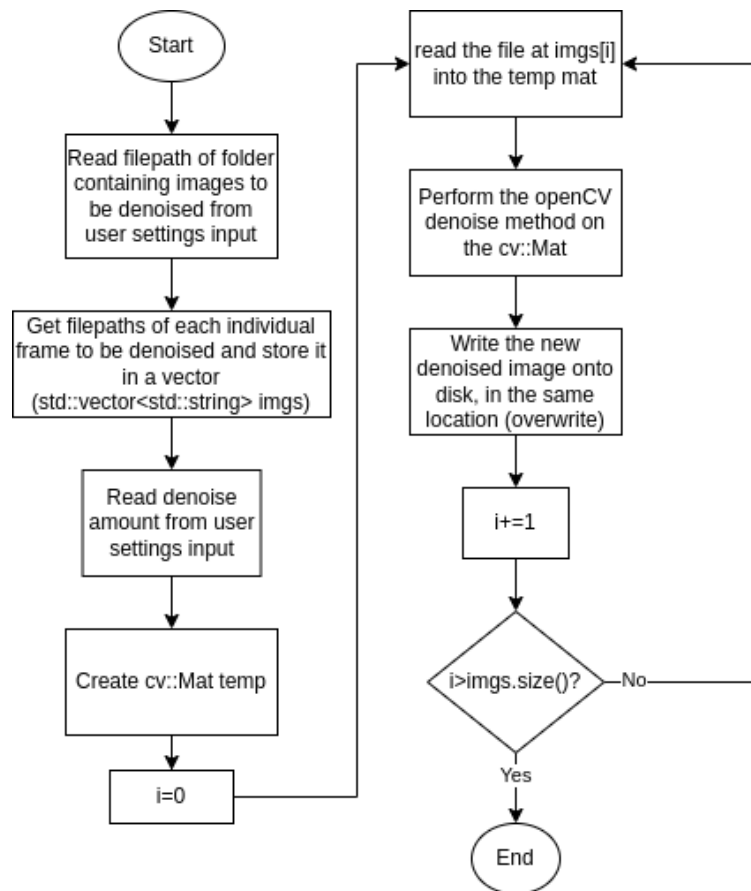 Start
Read filepath of folder
containing images to
be denoised from
user settings input
Get filepaths of each individual
frame to be denoised and store it
in a vector
(std::vector<std::string> imgs)
Read denoise
amount from user
settings input
Create cv::Mat temp
i=0
read the file at imgs[i]
into the temp mat
Perform the openCV
denoise method on
the cv::Mat
Write the new
denoised image onto
disk, in the same
location (overwrite)
i+=1
i>imgs.size()?
No
Yes
End